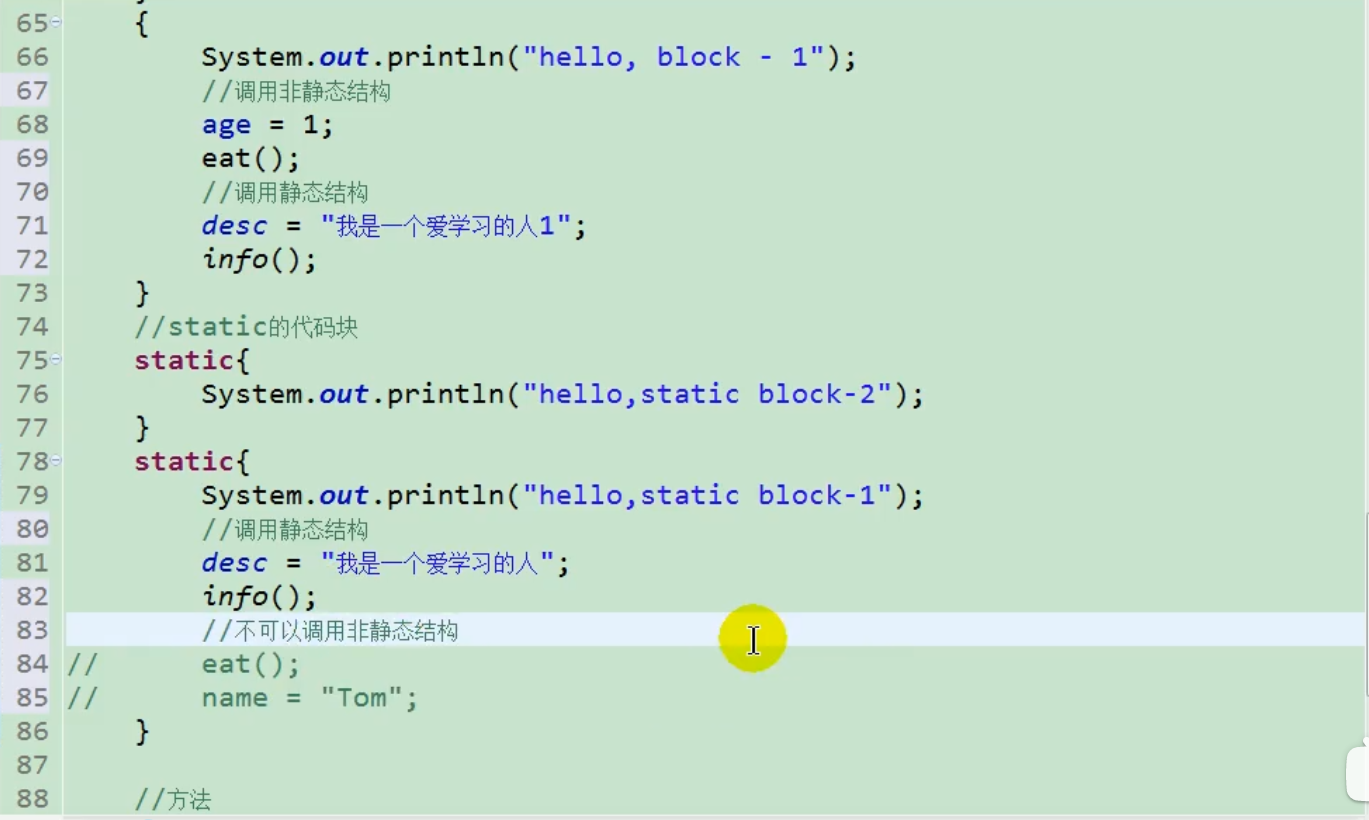 65 {
66 System.out.println("hello, block - 1");
67 //调用非静态结构
68 age = 1;
69 eat();
70 //调用静态结构
71 desc = "我是一个爱学习的人1";
72 info();
73 }
74 //static的代码块
75 static{
76 System.out.println("hello,static block-2");
77 }
78 static{
79 System.out.println("hello,static block-1");
80 //调用静态结构
81 desc = "我是一个爱学习的人";
82 info();
83 //不可以调用非静态结构
84 // eat();
85 // name = "Tom";
86 }
87
88 //方法